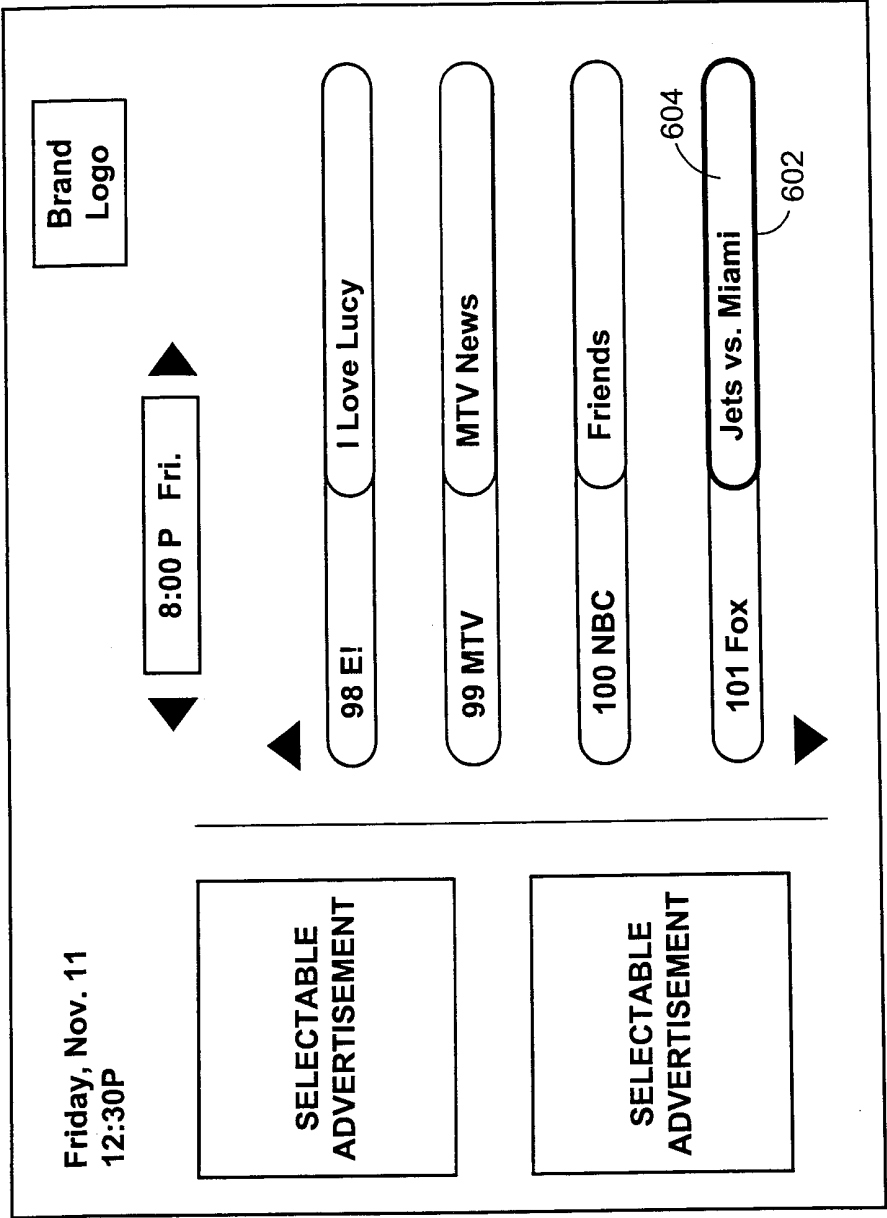 Friday, Nov. 11
12:30P
Brand
Logo
8:00 P Fri.
SELECTABLE
ADVERTISEMENT
SELECTABLE
ADVERTISEMENT
98 E! I Love Lucy
99 MTV MTV News
100 NBC Friends
101 Fox Jets vs. Miami
604
602